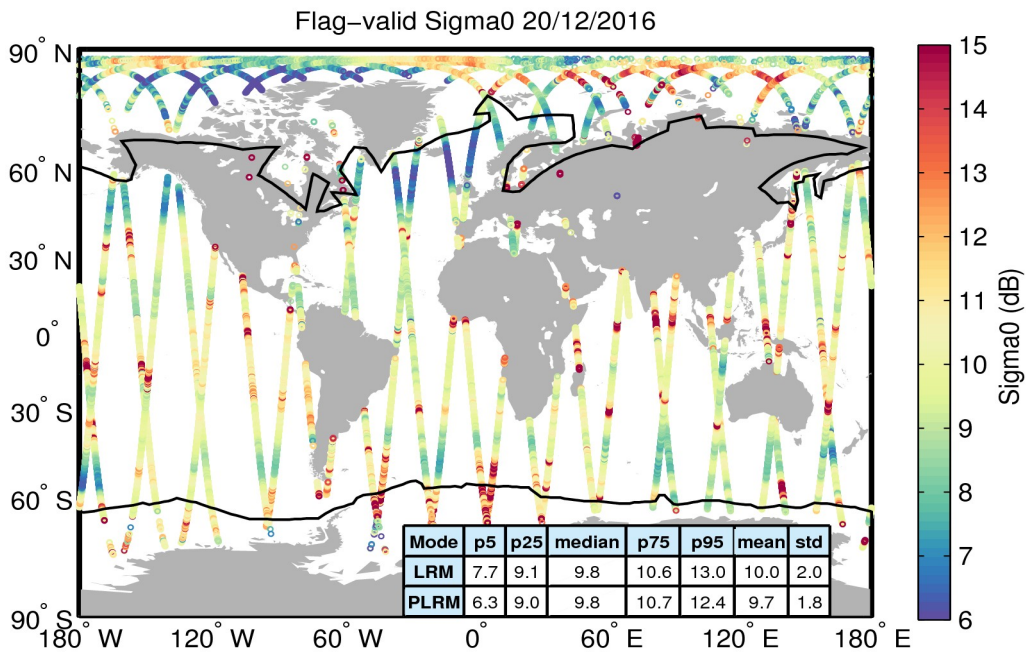 Flag−valid Sigma0 20/12/2016
90° N
60° N
30° N
0°
30° S
60° S
90° S
180° W
120° W
60° W
0°
60° E
120° E
180° E
15
14
13
12
11
10
9
8
7
6
Sigma0 (dB)
Mode p5 p25 median p75 p95 mean std
LRM 7.7 9.1 9.8 10.6 13.0 10.0 2.0
PLRM 6.3 9.0 9.8 10.7 12.4 9.7 1.8